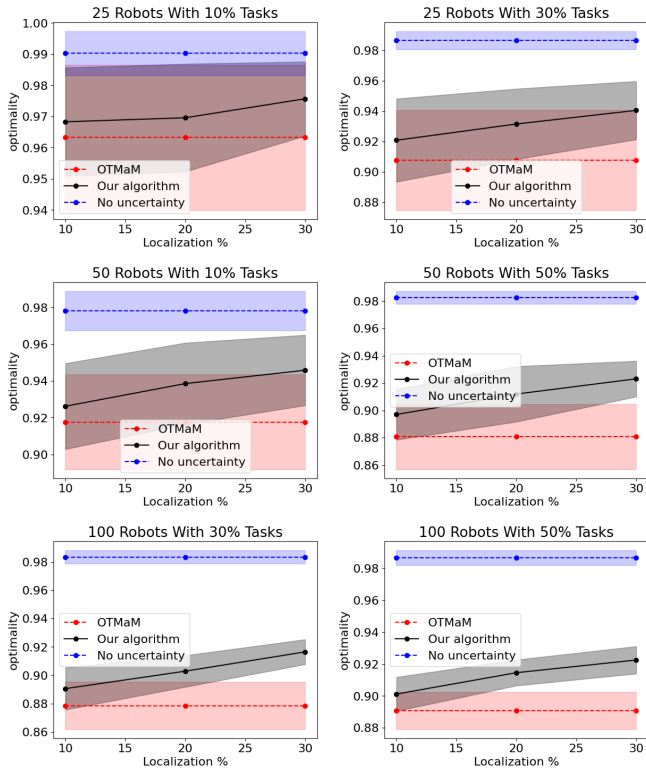 25 Robots With 10% Tasks
optimality
1.00
0.99
0.98
0.97
0.96
0.95
0.94
OTMaM
Our algorithm
No uncertainty
10 15 20 25 30
Localization %
25 Robots With 30% Tasks
optimality
0.98
0.96
0.94
0.92
0.90
0.88
OTMaM
Our algorithm
No uncertainty
10 15 20 25 30
Localization %
50 Robots With 10% Tasks
optimality
0.98
0.96
0.94
0.92
0.90
OTMaM
Our algorithm
No uncertainty
10 15 20 25 30
Localization %
50 Robots With 50% Tasks
optimality
0.98
0.96
0.94
0.92
0.90
0.88
0.86
OTMaM
Our algorithm
No uncertainty
10 15 20 25 30
Localization %
100 Robots With 30% Tasks
optimality
0.98
0.96
0.94
0.92
0.90
0.88
0.86
OTMaM
Our algorithm
No uncertainty
10 15 20 25 30
Localization %
100 Robots With 50% Tasks
optimality
0.98
0.96
0.94
0.92
0.90
0.88
OTMaM
Our algorithm
No uncertainty
10 15 20 25 30
Localization %